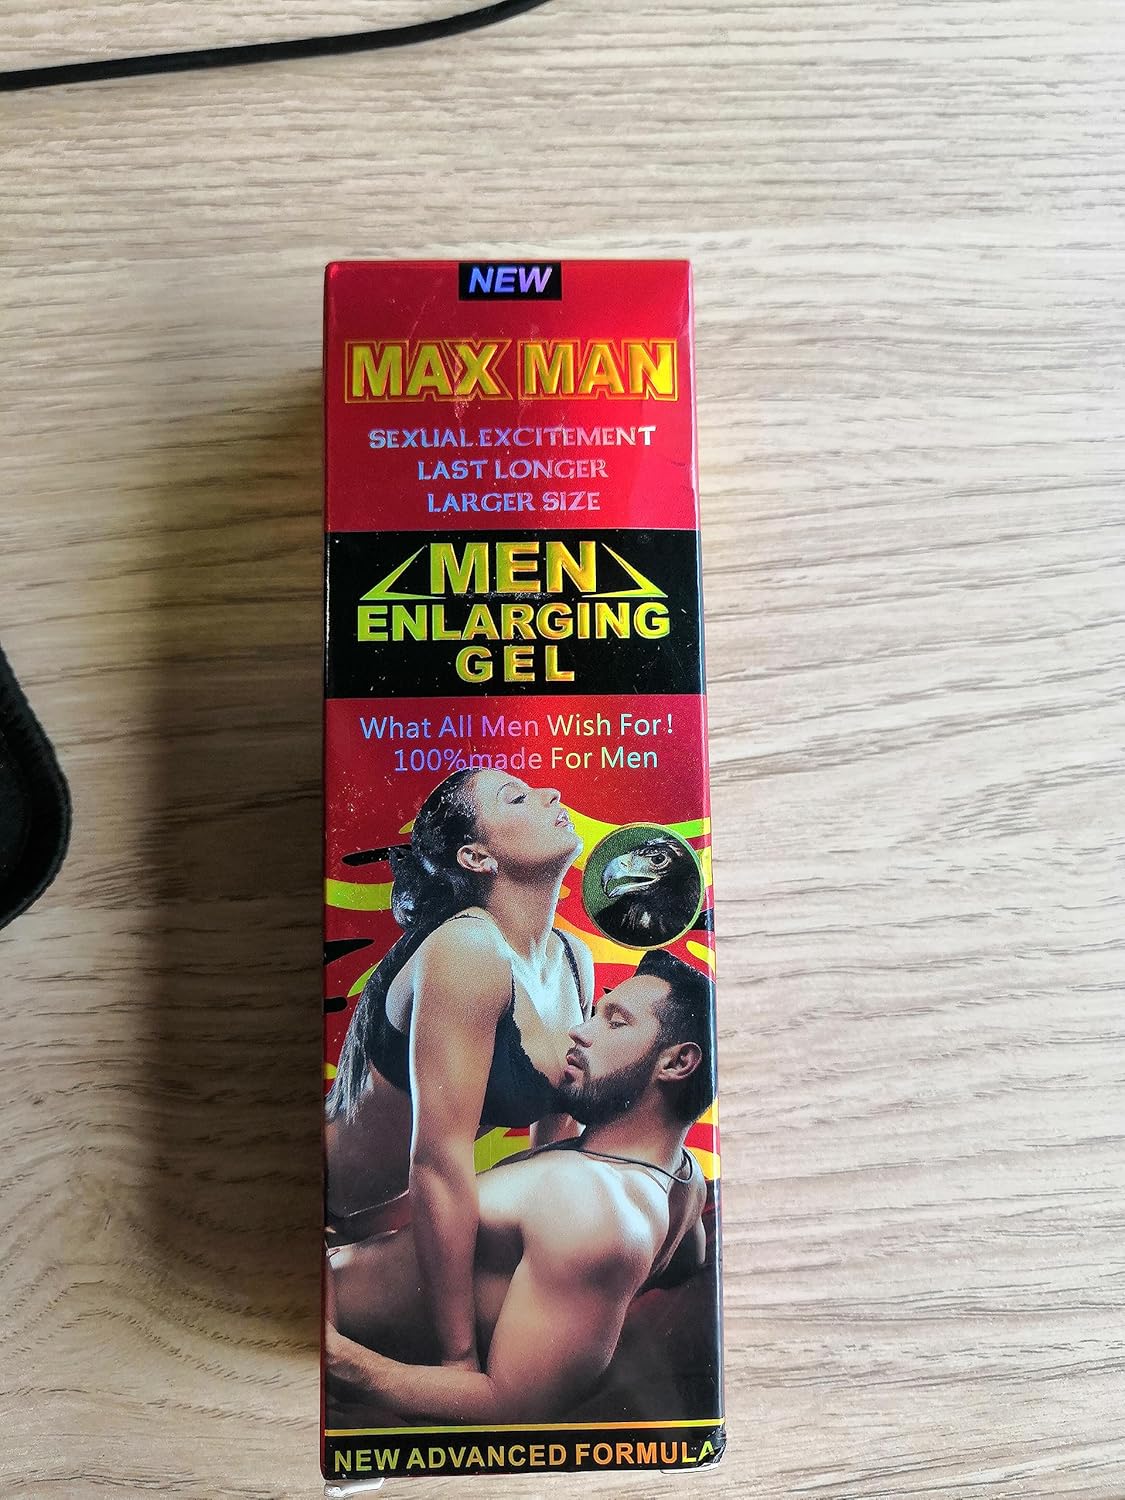 NEW
MAX MAN
SEXUAL EXCITEMENT
LAST LONGER
LARGER SIZE
MEN
ENLARGING
GEL
What All Men Wish For!
100%made For Men
NEW ADVANCED FORMULA